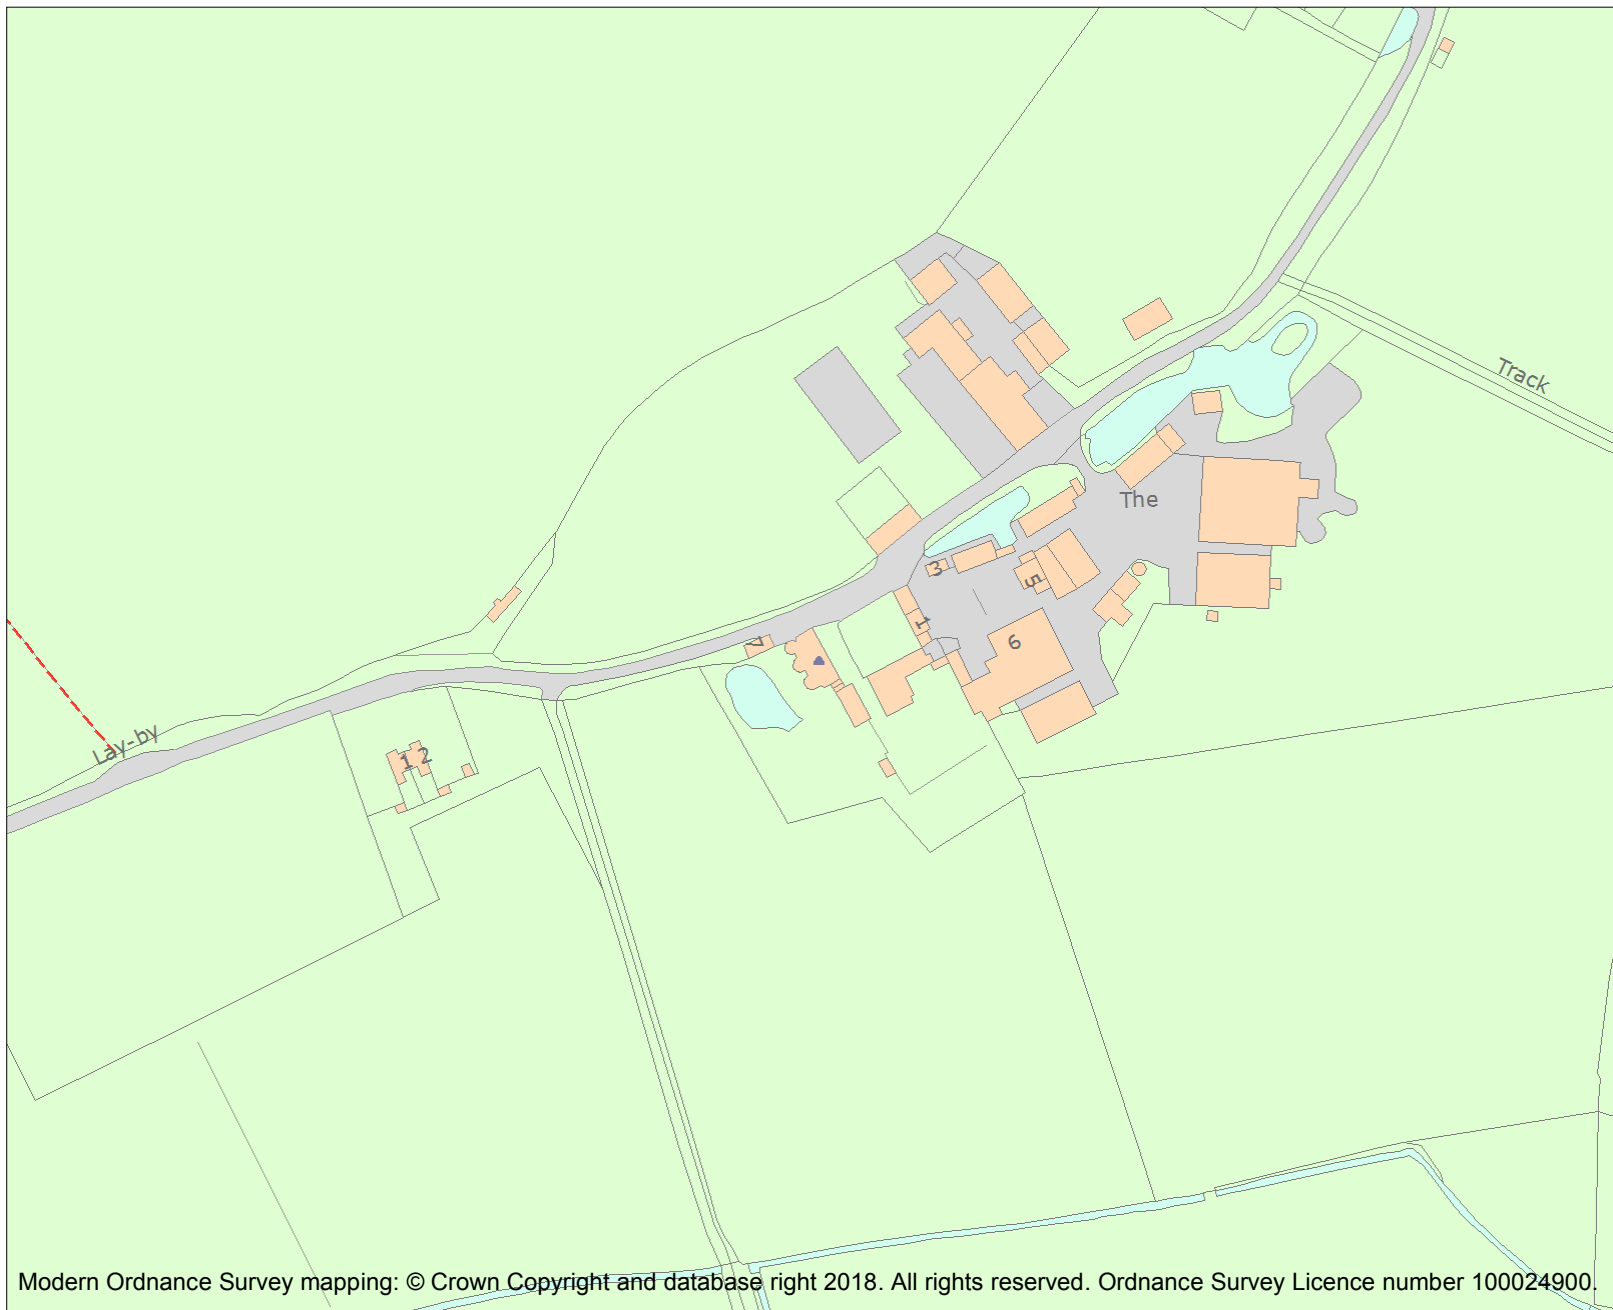 Track
The
3
5
1
6
7
Lay-by
1 2
Modern Ordnance Survey mapping: © Crown Copyright and database right 2018. All rights reserved. Ordnance Survey Licence number 100024900.